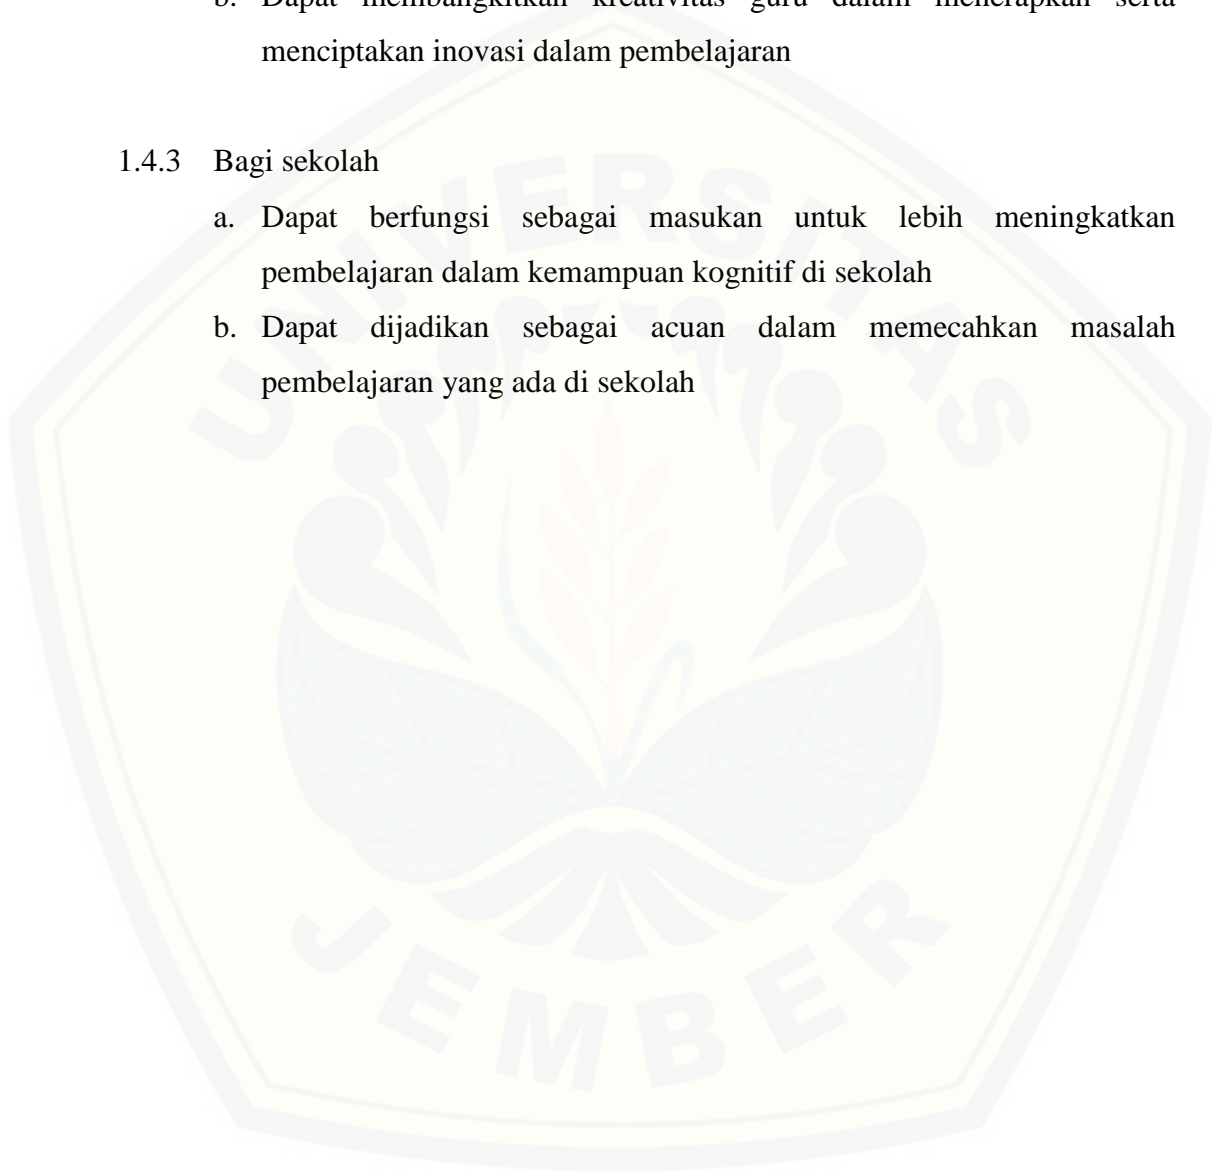 b. Dapat membangkitkan kreativitas guru dalam menerapkan serta
menciptakan inovasi dalam pembelajaran
1.4.3 Bagi sekolah
a. Dapat berfungsi sebagai masukan untuk lebih meningkatkan
pembelajaran dalam kemampuan kognitif di sekolah
b. Dapat dijadikan sebagai acuan dalam memecahkan masalah
pembelajaran yang ada di sekolah
UNIVERSITAS
JEMBER